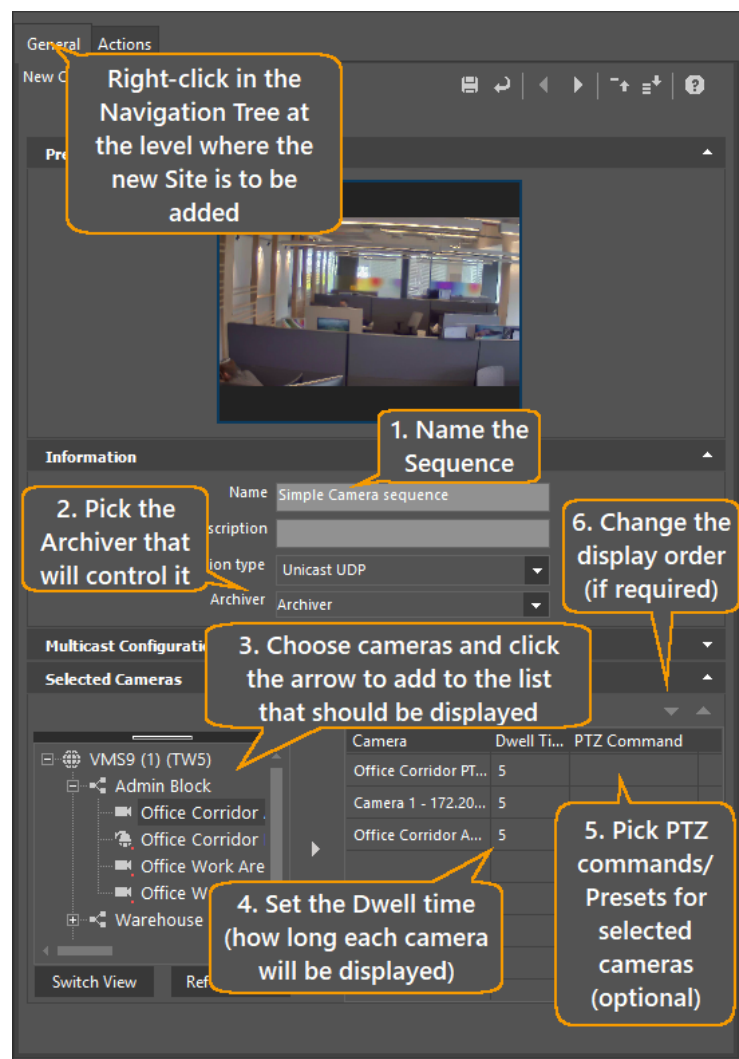 General Actions
New C
Right-click in the
Navigation Tree at
the level where the
new Site is to be
added
Pre
1. Name the
Sequence
Information
Name Simple Camera sequence
2. Pick the
Archiver that
will control it
scription
ion type Unicast UDP
Archiver Archiver
6. Change the
display order
(if required)
Multicast Configurati
3. Choose cameras and click
the arrow to add to the list
that should be displayed
Selected Cameras
Camera Dwell Ti... PTZ Command
VMS9 (1) (TW5)
Admin Block
Office Corridor
Office Corridor
Office Work Are
Office W
Warehouse
Office Corridor PT... 5
Camera 1 - 172.20... 5
Office Corridor A... 5
4. Set the Dwell time
(how long each camera
will be displayed)
5. Pick PTZ
commands/
Presets for
selected
cameras
(optional)
Switch View Ref